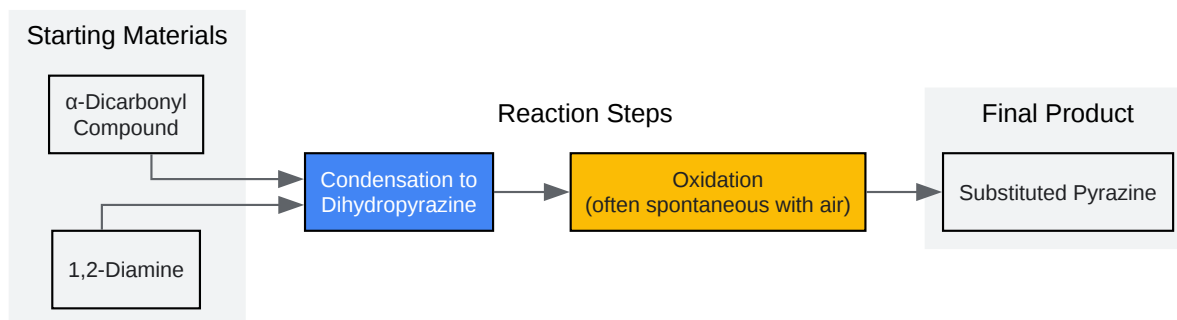 Starting Materials
α-Dicarbonyl
Compound
1,2-Diamine
Reaction Steps
Condensation to
Dihydropyrazine
Oxidation
(often spontaneous with air)
Final Product
Substituted Pyrazine